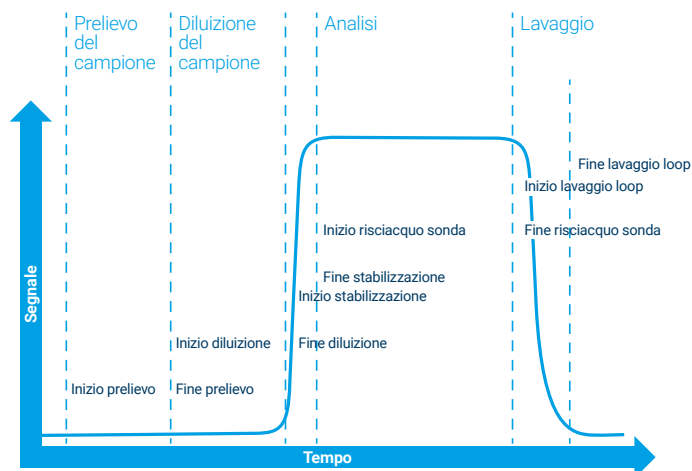 Prelievo
del
campione
Diluizione
del
campione
Analisi
Lavaggio
Fine lavaggio loop
Inizio lavaggio loop
Inizio risciacquo sonda
Fine risciacquo sonda
Fine stabilizzazione
Inizio stabilizzazione
Inizio diluizione
Fine diluizione
Inizio prelievo
Fine prelievo
Segnale
Tempo